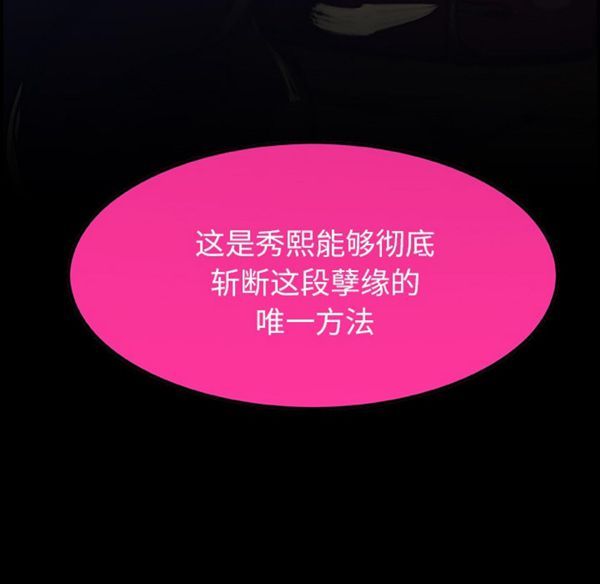 这是秀熙能够彻底
斩断这段孽缘的
唯一方法